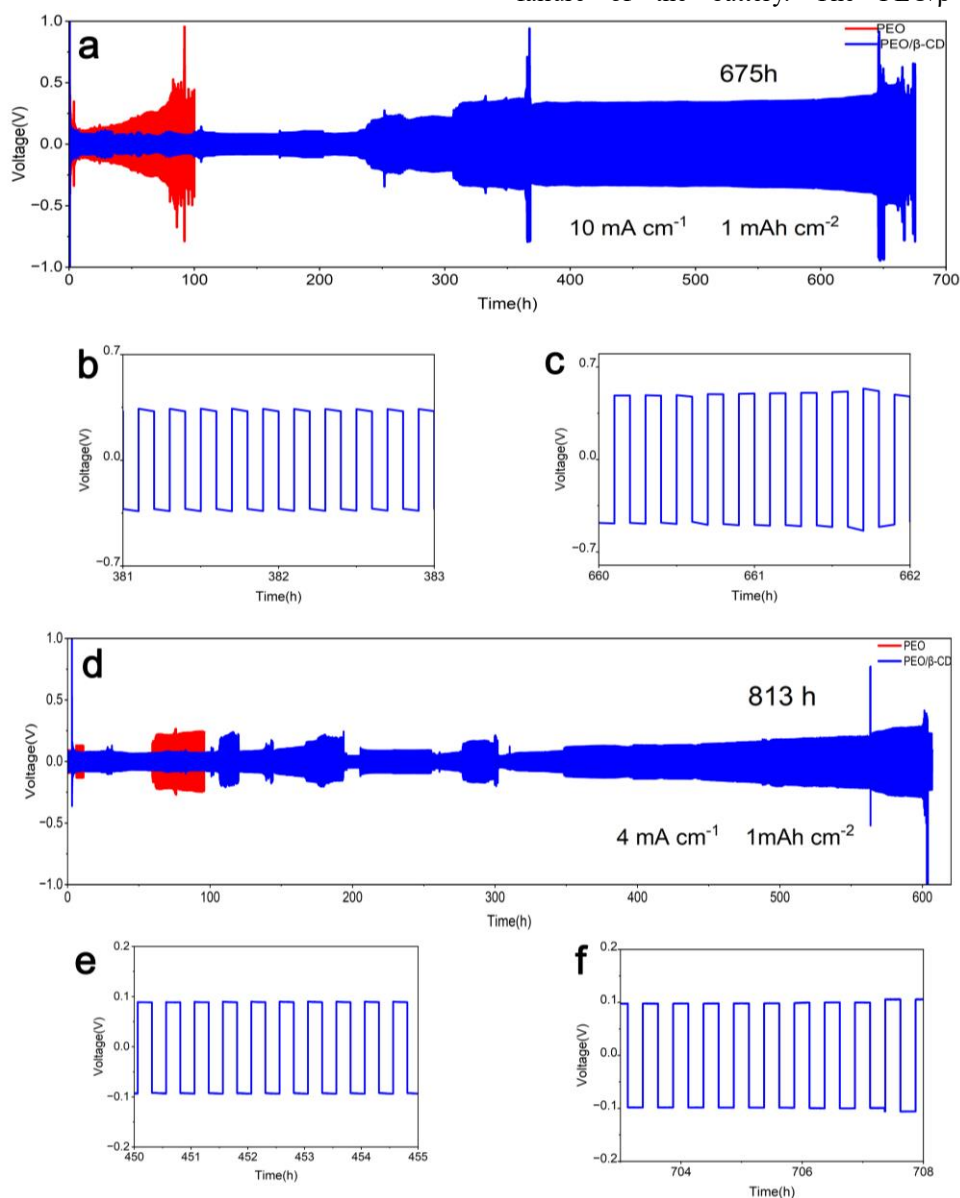 failure of the battery. The PEO/β-
a
PEO
PEO/β-CD
675h
10 mA cm⁻¹ 1 mAh cm⁻²
Voltage(V)
1.0
0.5
0.0
−0.5
−1.0
0 100 200 300 400 500 600 700
Time(h)
b
Voltage(V)
0.7
0.0
−0.7
381 382 383
Time(h)
c
Voltage(V)
0.7
0.0
−0.7
660 661 662
Time(h)
d
PEO
PEO/β-CD
813 h
4 mA cm⁻¹ 1mAh cm⁻²
Voltage(V)
1.0
0.5
0.0
−0.5
−1.0
0 100 200 300 400 500 600
Time(h)
e
Voltage(V)
0.2
0.1
0.0
−0.1
−0.2
450 451 452 453 454 455
Time(h)
f
Voltage(V)
0.2
0.1
0.0
−0.1
−0.2
704 706 708
Time(h)